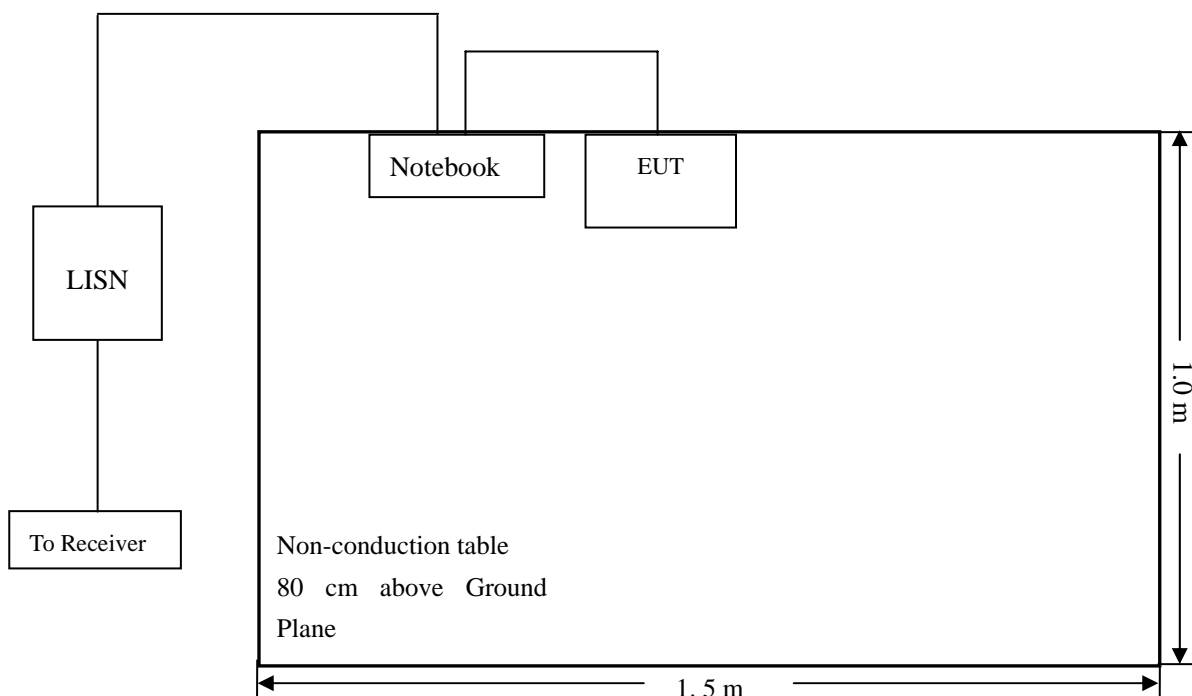 Notebook
EUT
LISN
1.0 m
To Receiver
Non-conduction table
80 cm above Ground
Plane
1. 5 m